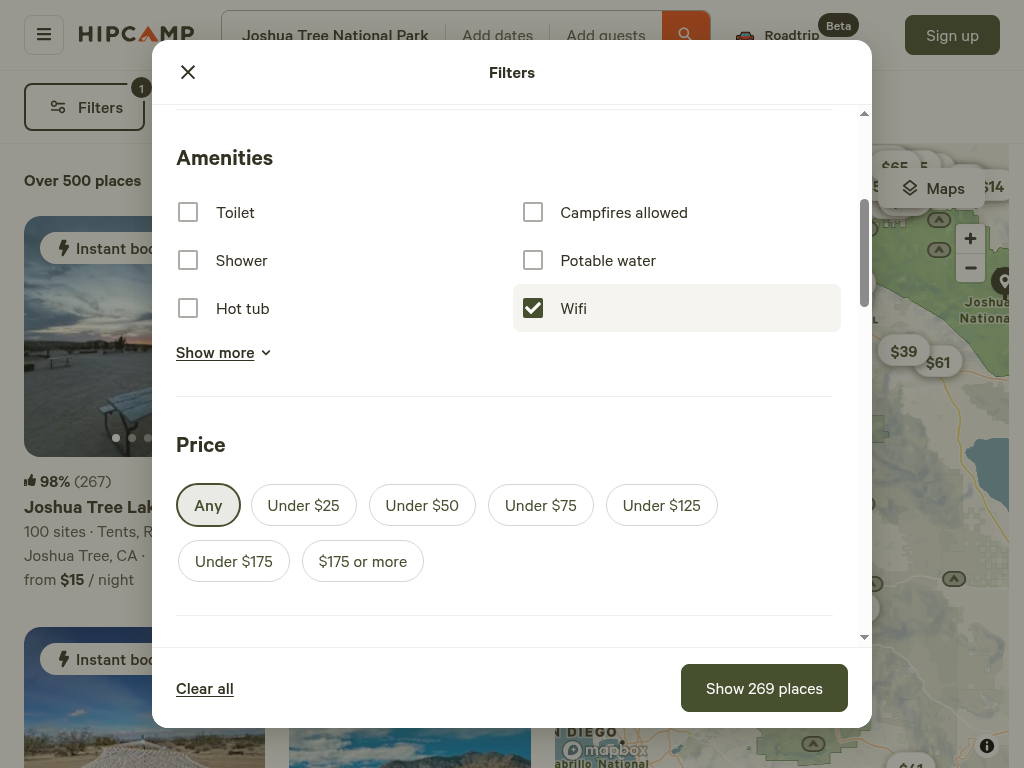 HIPCAMP
Joshua Tree National Park
Add dates
Add guests
Roadtrip
Beta
Sign up
Filters
1
Filters
Over 500 places
Amenities
Toilet
Campfires allowed
Shower
Potable water
Hot tub
Wifi
Show more
Price
Any
Under $25
Under $50
Under $75
Under $125
Under $175
$175 or more
Clear all
Show 269 places
Instant boo
98% (267)
Joshua Tree Lak
100 sites · Tents, R
Joshua Tree, CA ·
from $15 / night
Instant boo
$65
Maps
$14
Joshua
Nationa
$39
$61
N DIEGO
mapbox
abrillo National
$41